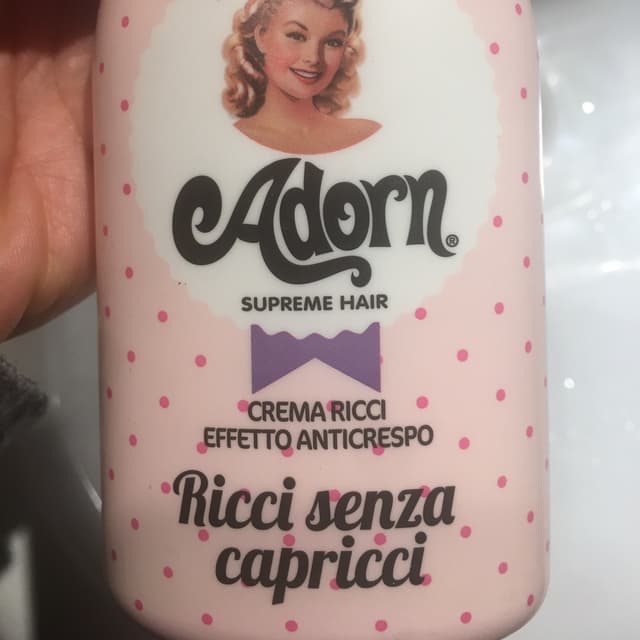 Adorn®
SUPREME HAIR
CREMA RICCI
EFFETTO ANTICRESPO
Ricci senza
capricci